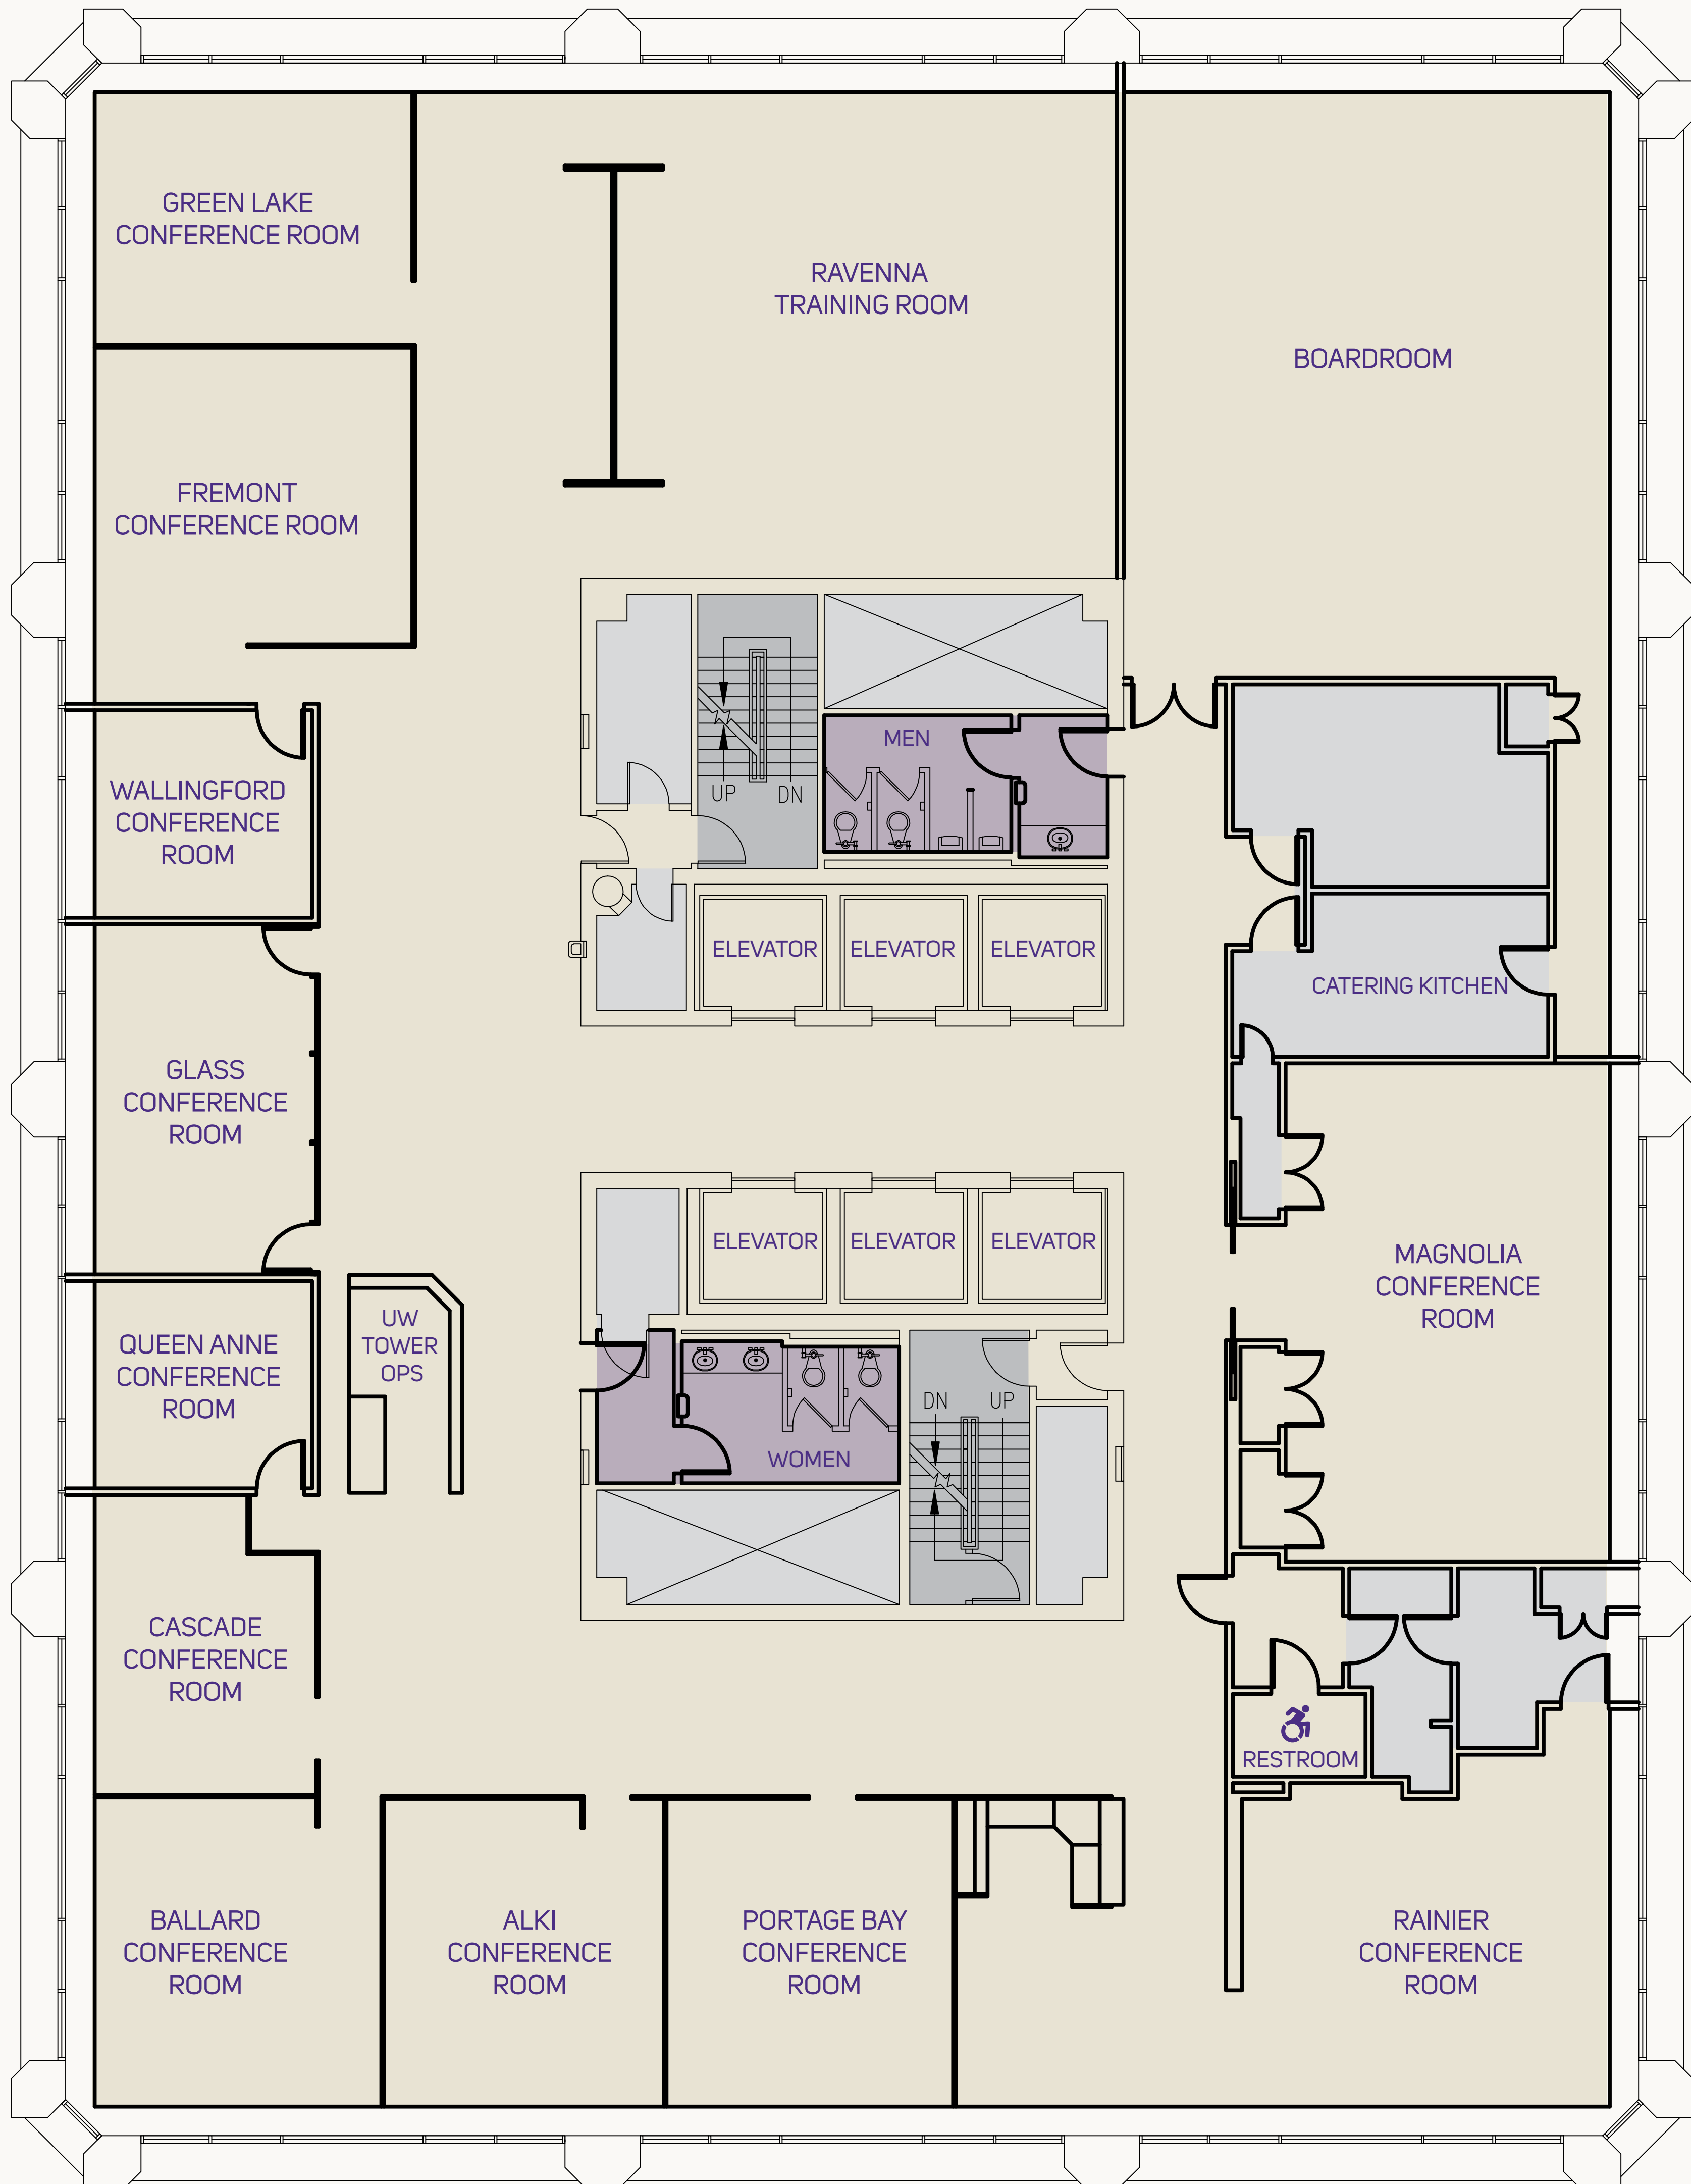 GREEN LAKE
CONFERENCE ROOM
RAVENNA
TRAINING ROOM
BOARDROOM
FREMONT
CONFERENCE ROOM
WALLINGFORD
CONFERENCE
ROOM
MEN
UP
DN
ELEVATOR
ELEVATOR
ELEVATOR
CATERING KITCHEN
GLASS
CONFERENCE
ROOM
ELEVATOR
ELEVATOR
ELEVATOR
MAGNOLIA
CONFERENCE
ROOM
QUEEN ANNE
CONFERENCE
ROOM
UW
TOWER
OPS
DN
UP
WOMEN
CASCADE
CONFERENCE
ROOM
RESTROOM
BALLARD
CONFERENCE
ROOM
ALKI
CONFERENCE
ROOM
PORTAGE BAY
CONFERENCE
ROOM
RAINIER
CONFERENCE
ROOM